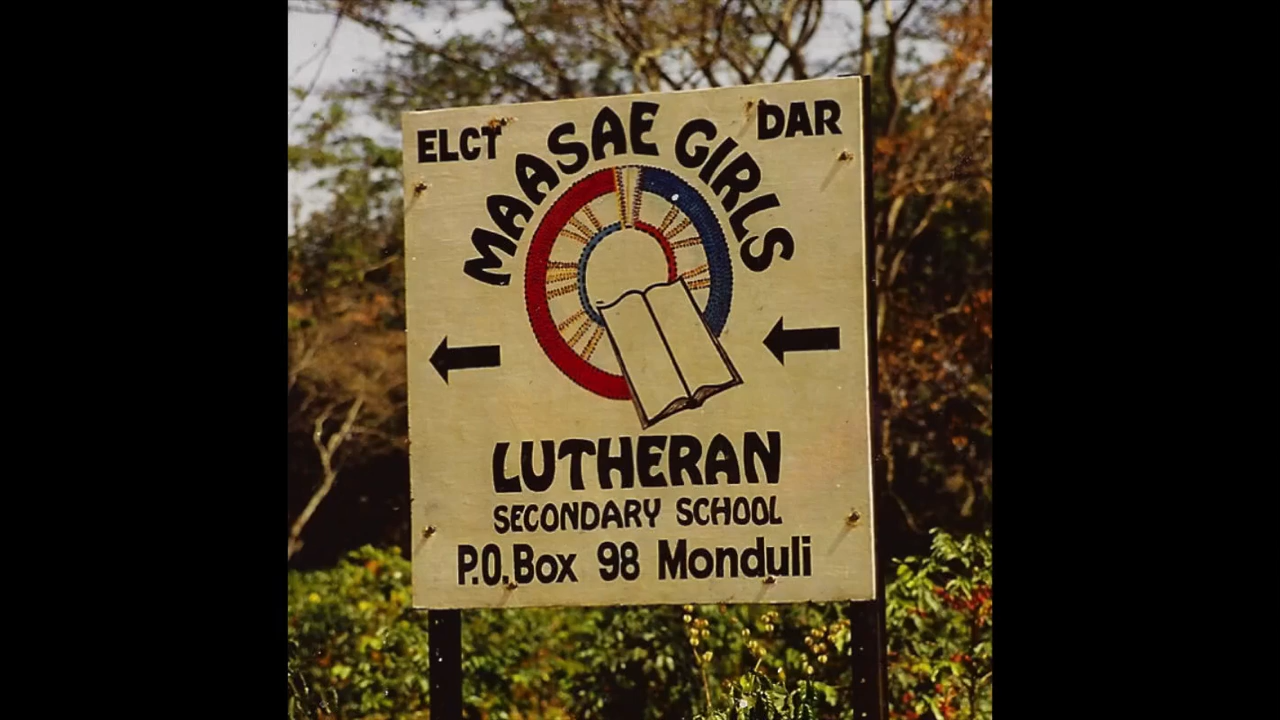 ELCT DAR
MAASAE GIRLS
LUTHERAN
SECONDARY SCHOOL
P.O. Box 98 Monduli